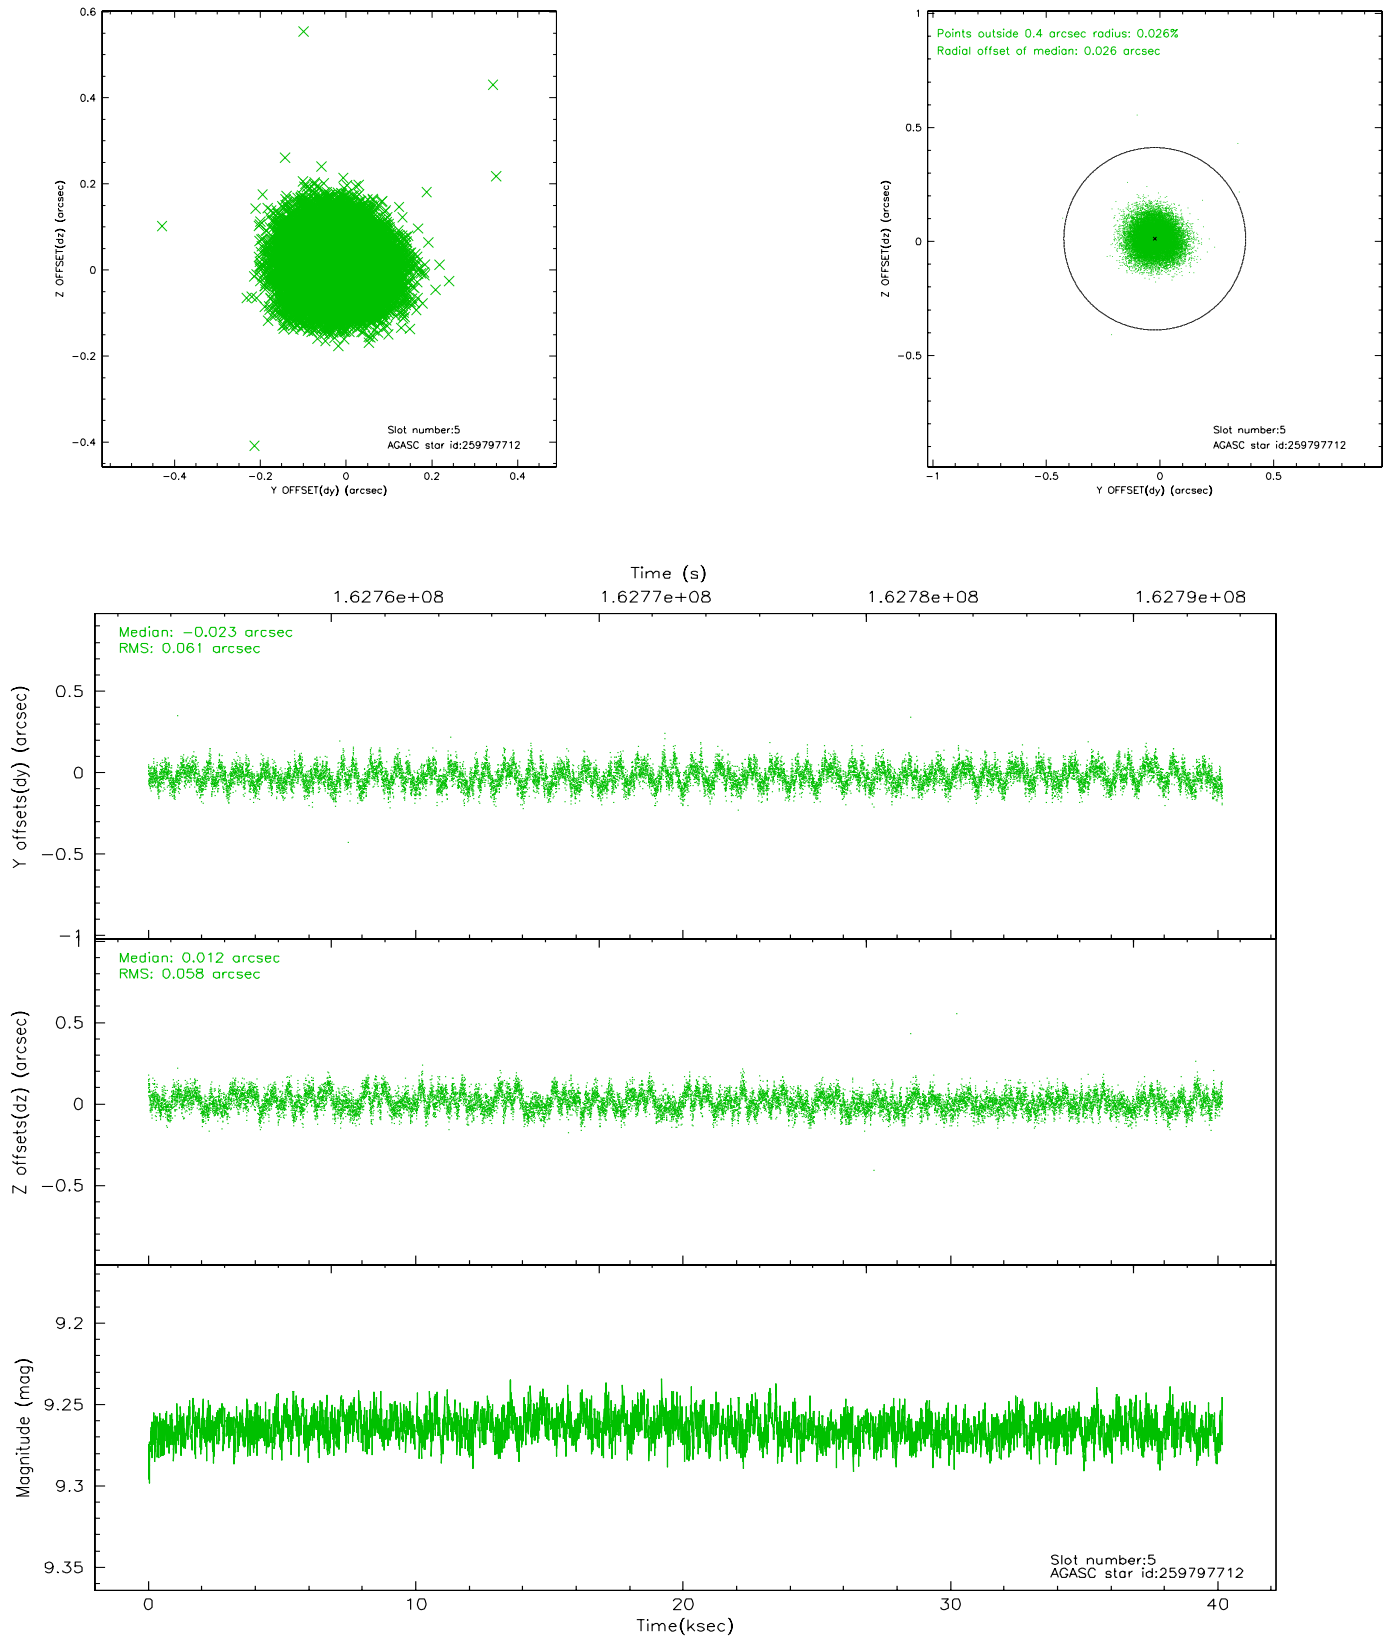 0.6
0.4
0.2
0
−0.2
−0.4
Z OFFSET(dz) (arcsec)
Slot number:5
AGASC star id:259797712
−0.4
−0.2
0
0.2
0.4
Y OFFSET(dy) (arcsec)
1
0.5
0
−0.5
Z OFFSET(dz) (arcsec)
Points outside 0.4 arcsec radius: 0.026%
Radial offset of median: 0.026 arcsec
Slot number:5
AGASC star id:259797712
−1
−0.5
0
0.5
Y OFFSET(dy) (arcsec)
Time (s)
1.6276e+08
1.6277e+08
1.6278e+08
1.6279e+08
Median: −0.023 arcsec
RMS: 0.061 arcsec
0.5
0
−0.5
−1
Y offsets(dy) (arcsec)
Median: 0.012 arcsec
RMS: 0.058 arcsec
1
0.5
0
−0.5
Z offsets(dz) (arcsec)
9.2
9.25
9.3
9.35
Magnitude (mag)
Slot number:5
AGASC star id:259797712
0
10
20
30
40
Time(ksec)